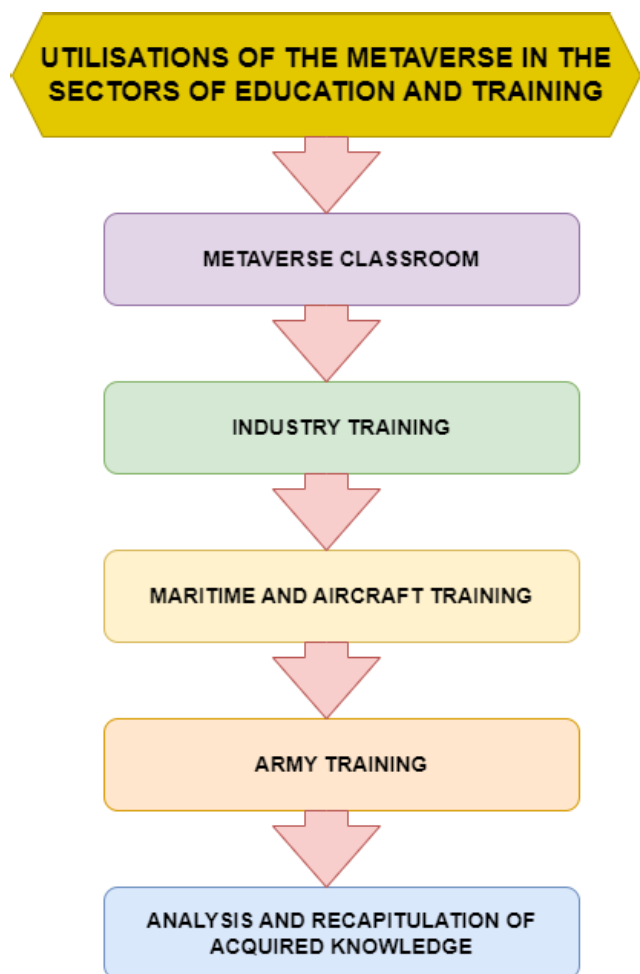 UTILISATIONS OF THE METAVERSE IN THE
SECTORS OF EDUCATION AND TRAINING
METAVERSE CLASSROOM
INDUSTRY TRAINING
MARITIME AND AIRCRAFT TRAINING
ARMY TRAINING
ANALYSIS AND RECAPITULATION OF
ACQUIRED KNOWLEDGE